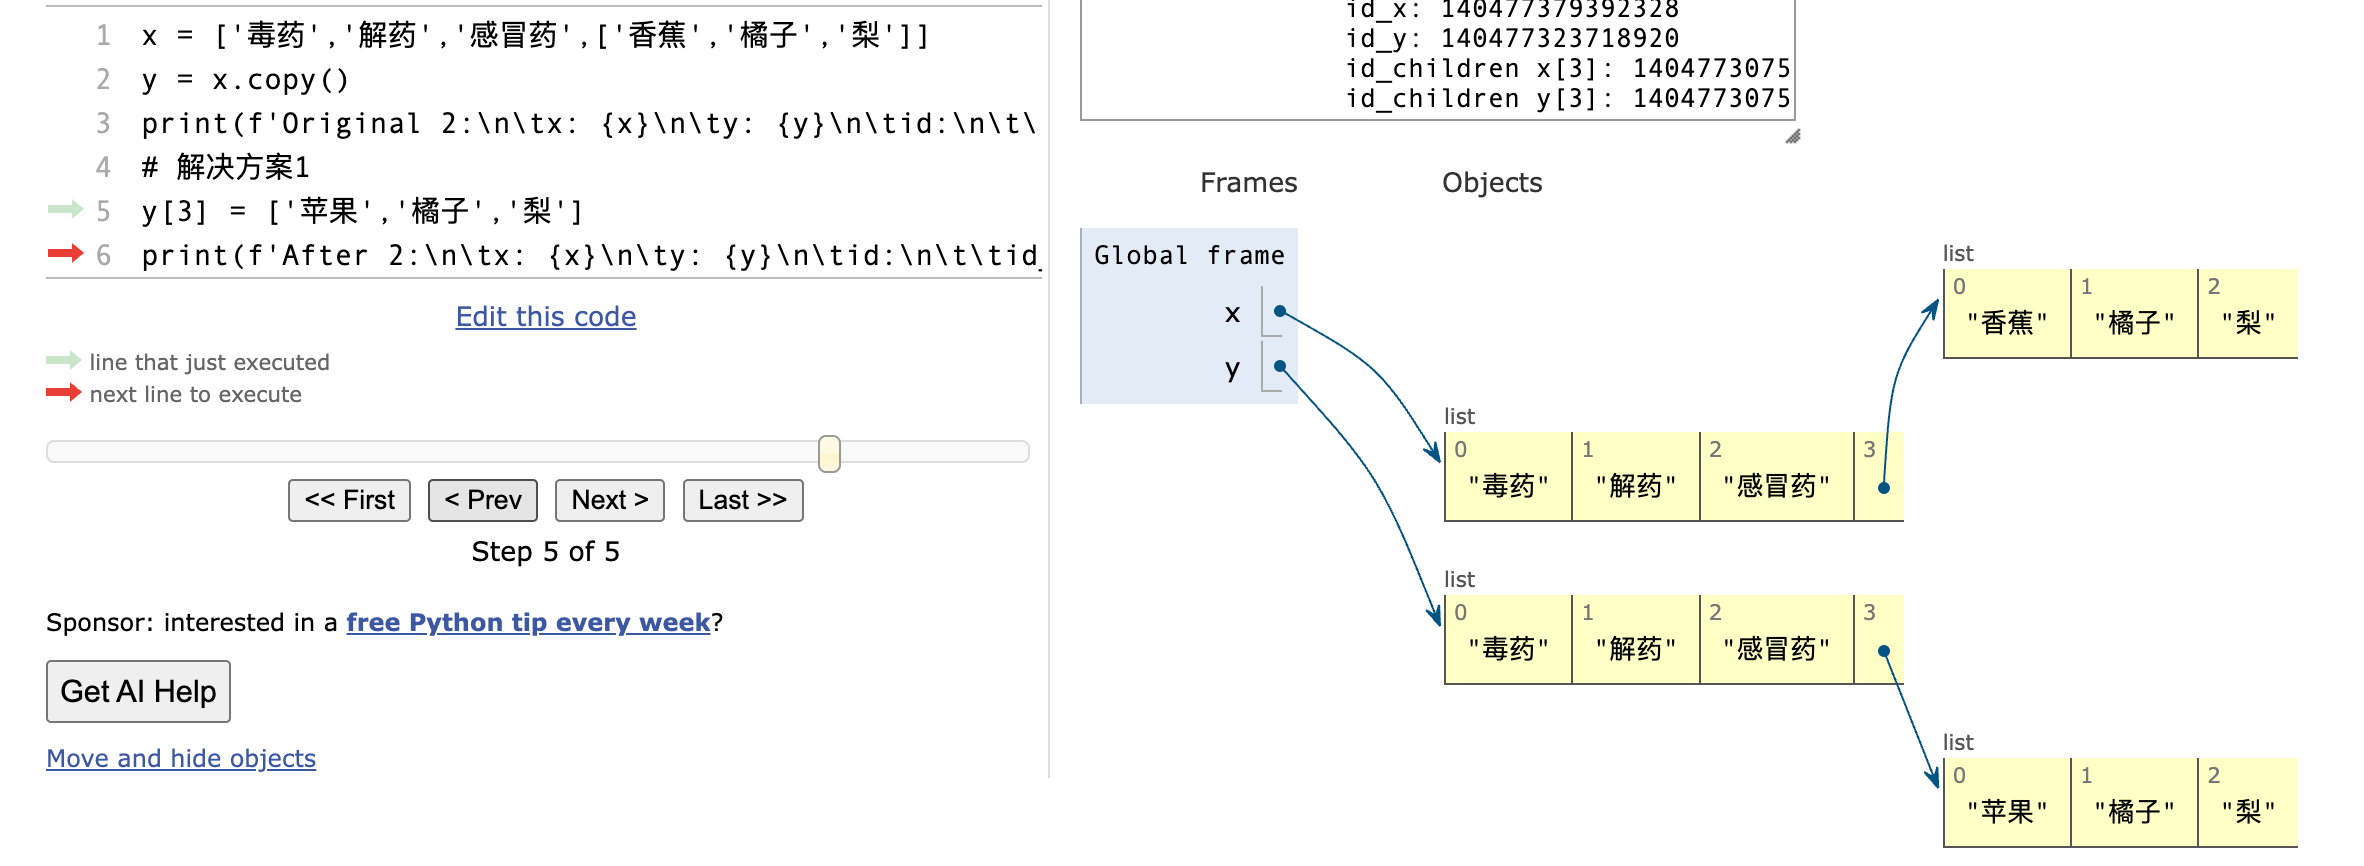 1 x = ['毒药','解药','感冒药',['香蕉','橘子','梨']]
2 y = x.copy()
3 print(f'Original 2:\n\tx: {x}\n\ty: {y}\n\tid:\n\t\
4 # 解决方案1
5 y[3] = ['苹果','橘子','梨']
6 print(f'After 2:\n\tx: {x}\n\ty: {y}\n\tid:\n\t\tid_
Edit this code
line that just executed
next line to execute
<< First < Prev Next > Last >>
Step 5 of 5
Sponsor: interested in a free Python tip every week?
Get AI Help
Move and hide objects
id_x: 140477379392328
id_y: 140477323718920
id_children x[3]: 1404773075
id_children y[3]: 1404773075
Frames Objects
Global frame
x
y
list
0 1 2
"香蕉" "橘子" "梨"
list
0 1 2 3
"毒药" "解药" "感冒药"
list
0 1 2 3
"毒药" "解药" "感冒药"
list
0 1 2
"苹果" "橘子" "梨"